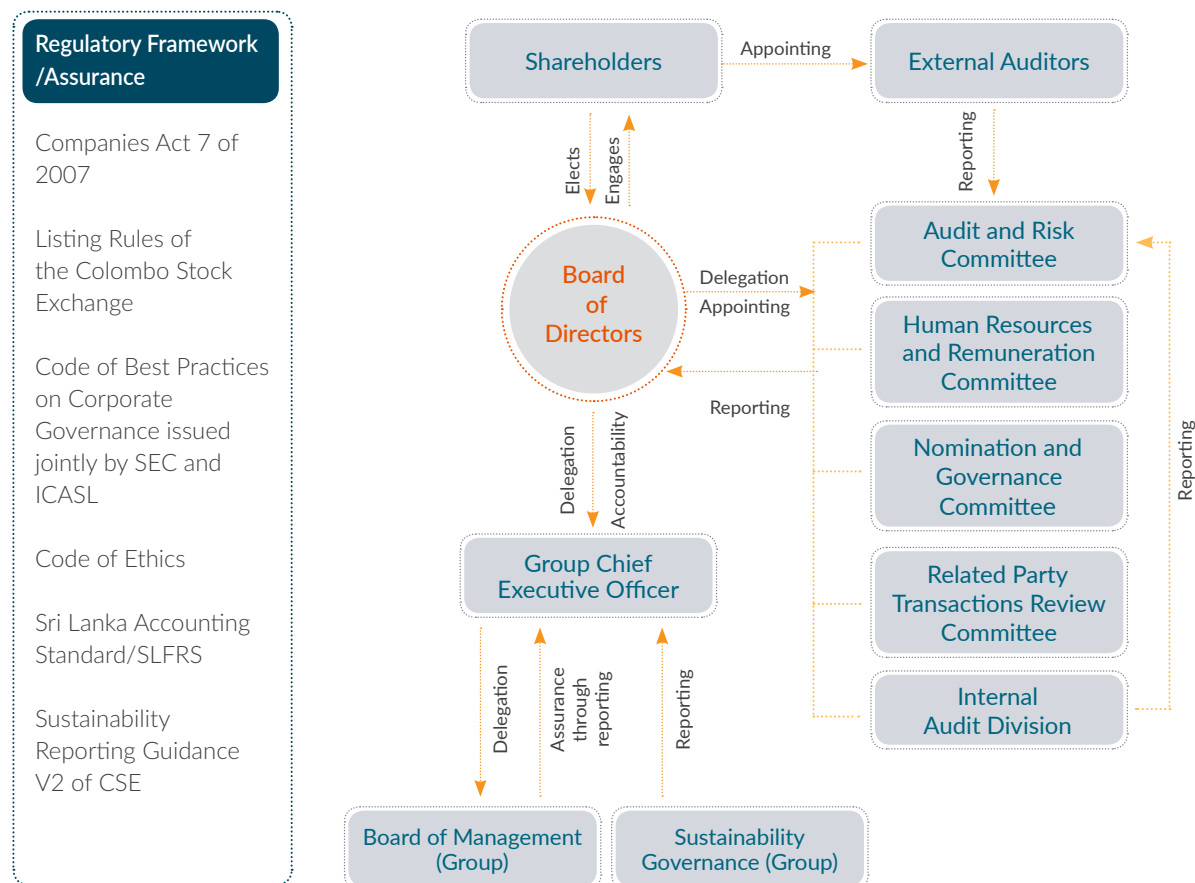 Regulatory Framework
/Assurance
Companies Act 7 of
2007
Listing Rules of
the Colombo Stock
Exchange
Code of Best Practices
on Corporate
Governance issued
jointly by SEC and
ICASL
Code of Ethics
Sri Lanka Accounting
Standard/SLFRS
Sustainability
Reporting Guidance
V2 of CSE
Shareholders
Appointing
External Auditors
Elects
Engages
Reporting
Board
of
Directors
Delegation
Appointing
Reporting
Audit and Risk
Committee
Human Resources
and Remuneration
Committee
Nomination and
Governance
Committee
Related Party
Transactions Review
Committee
Internal
Audit Division
Reporting
Delegation
Accountability
Group Chief
Executive Officer
Delegation
Assurance
through
reporting
Reporting
Board of Management
(Group)
Sustainability
Governance (Group)